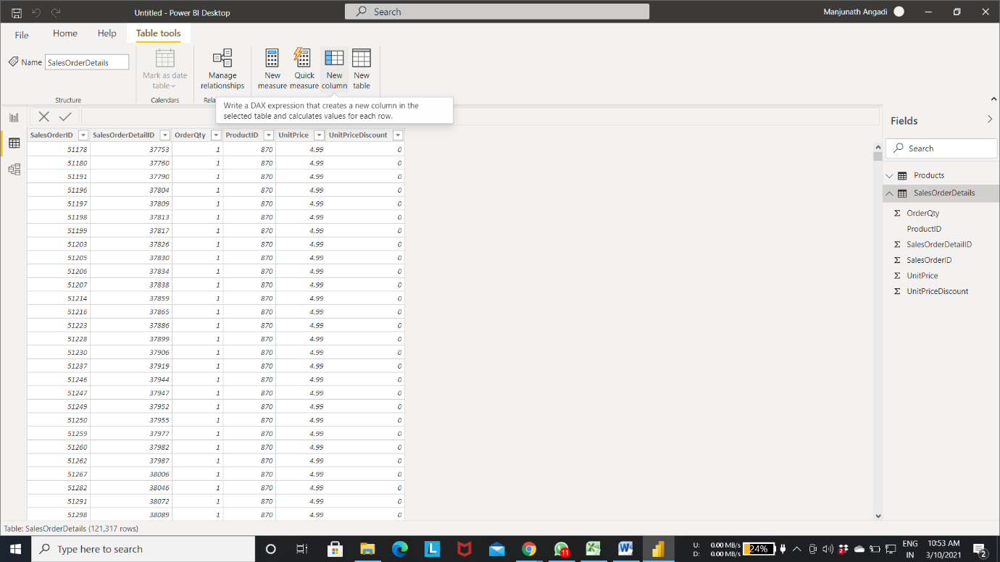 Untitled - Power BI Desktop
Search
Manjunath Angadi
File Home Help Table tools
Name SalesOrderDetails
Mark as date table
Manage relationships
New measure
Quick measure
New column
New table
Structure
Calendars
Rela
Write a DAX expression that creates a new column in the
selected table and calculates values for each row.
SalesOrderID SalesOrderDetailID OrderQty ProductID UnitPrice UnitPriceDiscount
51178 37753 1 870 4.99 0
51180 37760 1 870 4.99 0
51191 37790 1 870 4.99 0
51196 37804 1 870 4.99 0
51197 37809 1 870 4.99 0
51198 37813 1 870 4.99 0
51199 37817 1 870 4.99 0
51203 37826 1 870 4.99 0
51205 37830 1 870 4.99 0
51206 37834 1 870 4.99 0
51207 37838 1 870 4.99 0
51214 37859 1 870 4.99 0
51216 37865 1 870 4.99 0
51223 37886 1 870 4.99 0
51228 37899 1 870 4.99 0
51230 37906 1 870 4.99 0
51237 37919 1 870 4.99 0
51246 37944 1 870 4.99 0
51247 37947 1 870 4.99 0
51249 37952 1 870 4.99 0
51250 37955 1 870 4.99 0
51259 37977 1 870 4.99 0
51260 37982 1 870 4.99 0
51262 37987 1 870 4.99 0
51267 38006 1 870 4.99 0
51282 38046 1 870 4.99 0
51291 38072 1 870 4.99 0
51298 38089 1 870 4.99 0
Fields
Search
Products
SalesOrderDetails
Σ OrderQty
ProductID
Σ SalesOrderDetailID
Σ SalesOrderID
Σ UnitPrice
Σ UnitPriceDiscount
Table: SalesOrderDetails (121,317 rows)
Type here to search
L
11
W
U: 0.00 MB/s
D: 0.00 MB/s
24%
2
ENG
IN
10:53 AM
3/10/2021
2